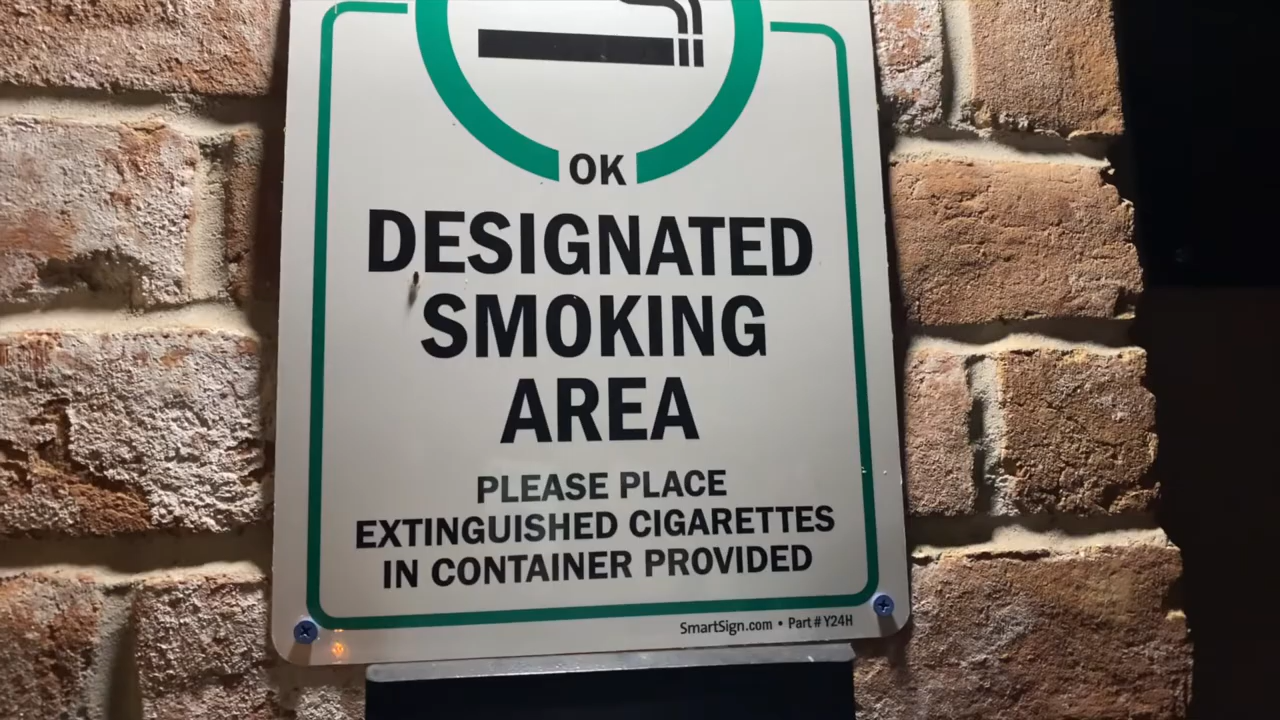 OK
DESIGNATED
SMOKING
AREA
PLEASE PLACE
EXTINGUISHED CIGARETTES
IN CONTAINER PROVIDED
SmartSign.com • Part # Y24H